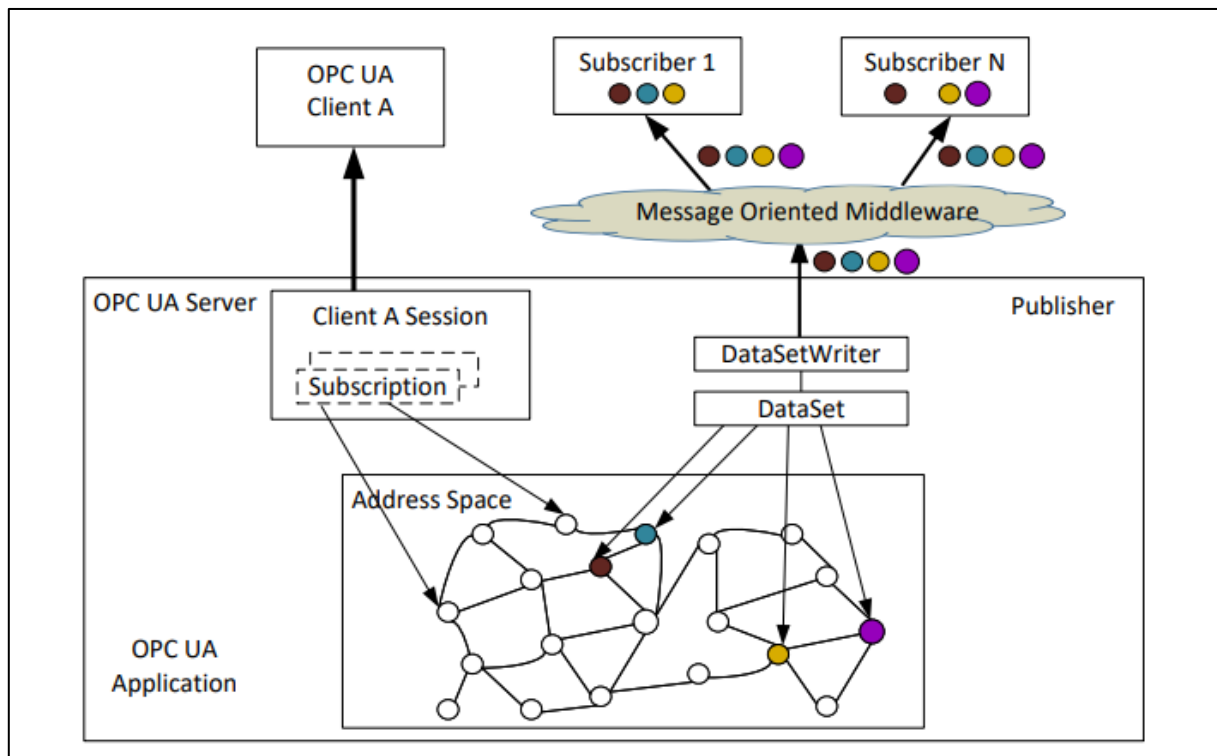 OPC UA
Client A
Subscriber 1
Subscriber N
Message Oriented Middleware
OPC UA Server
Publisher
Client A Session
Subscription
DataSetWriter
DataSet
Address Space
OPC UA
Application